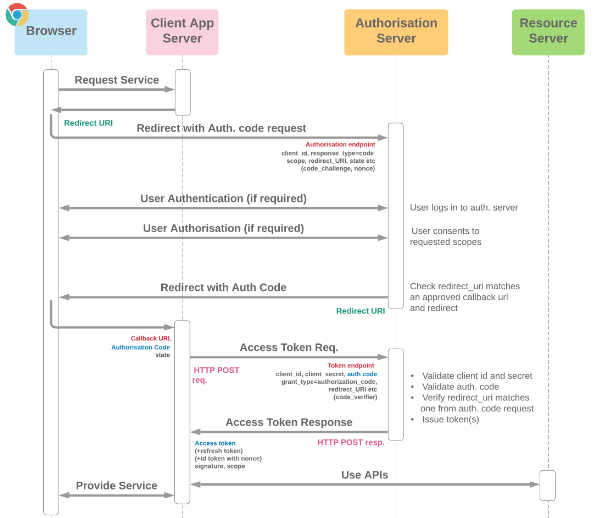 Browser
Client App
Server
Authorisation
Server
Resource
Server
Request Service
Redirect URI
Redirect with Auth. code request
Authorisation endpoint
client_id, response_type=code
scope, redirect_URI, state etc
(code_challenge, nonce)
User Authentication (if required)
User logs in to auth. server
User Authorisation (if required)
User consents to
requested scopes
Redirect with Auth Code
Check redirect_uri matches
an approved callback url
and redirect
Redirect URI
Callback URL
Authorisation Code
state
Access Token Req.
HTTP POST
req.
Token endpoint
client_id, client_secret, auth code
grant_type=authorization_code,
redirect_URI etc
(code_verifier)
• Validate client id and secret
• Validate auth. code
• Verify redirect_uri matches
one from auth. code request
• Issue token(s)
Access Token Response
HTTP POST resp.
Access token
(+refresh token)
(+id token with nonce)
signature, scope
Use APIs
Provide Service